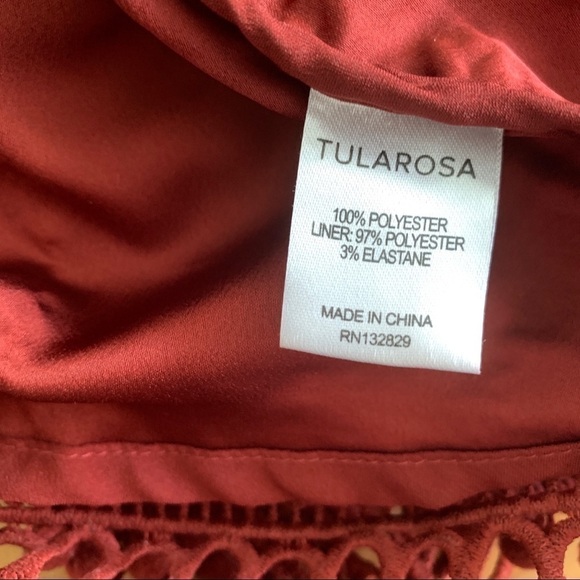 TULAROSA
100% POLYESTER
LINER: 97% POLYESTER
3% ELASTANE
MADE IN CHINA
RN132829